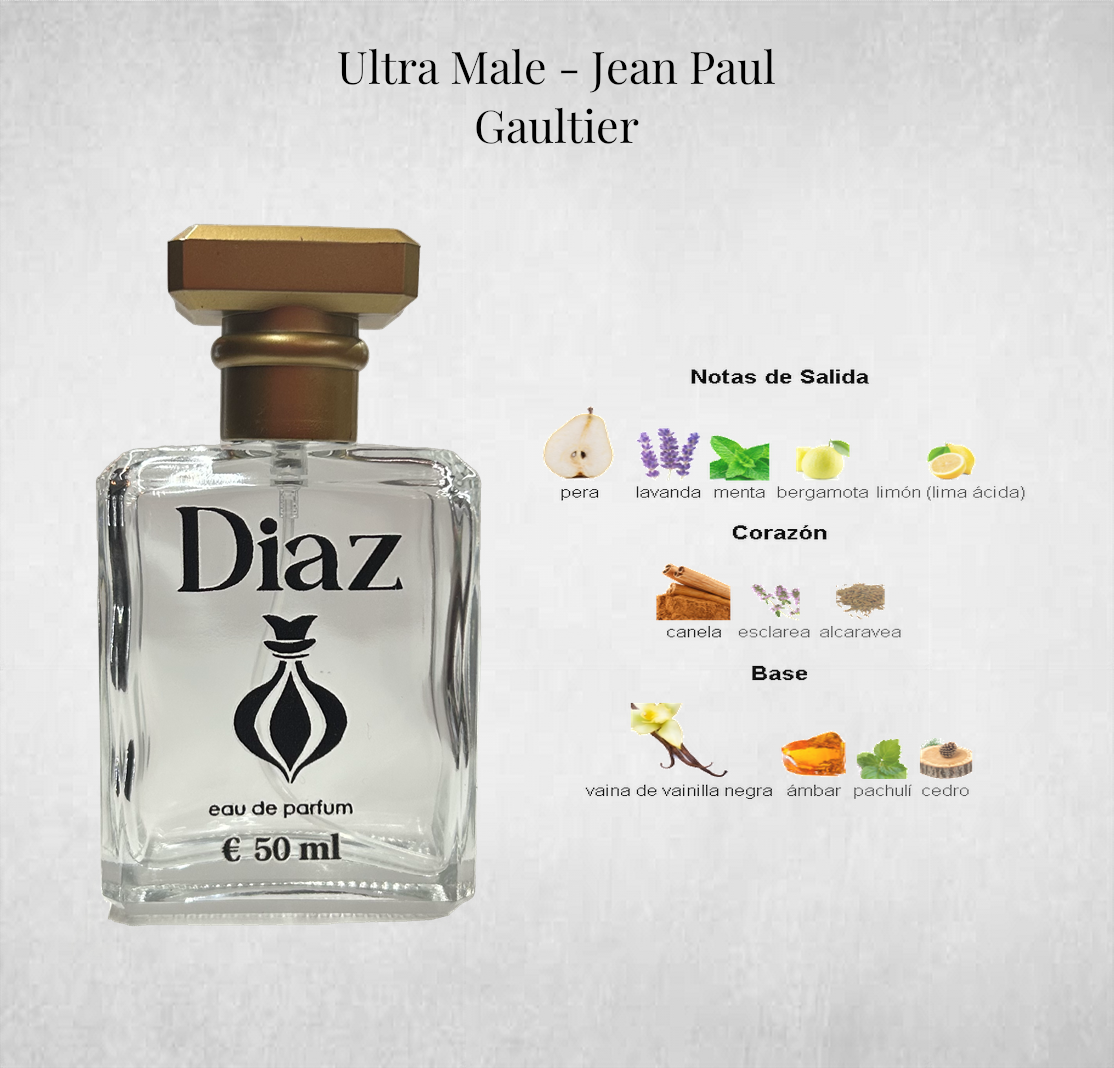 Ultra Male - Jean Paul
Gaultier
Diaz
eau de parfum
€ 50 ml
Notas de Salida
pera lavanda menta bergamota limón (lima ácida)
Corazón
canela esclarea alcaravea
Base
vaina de vainilla negra ámbar pachulí cedro